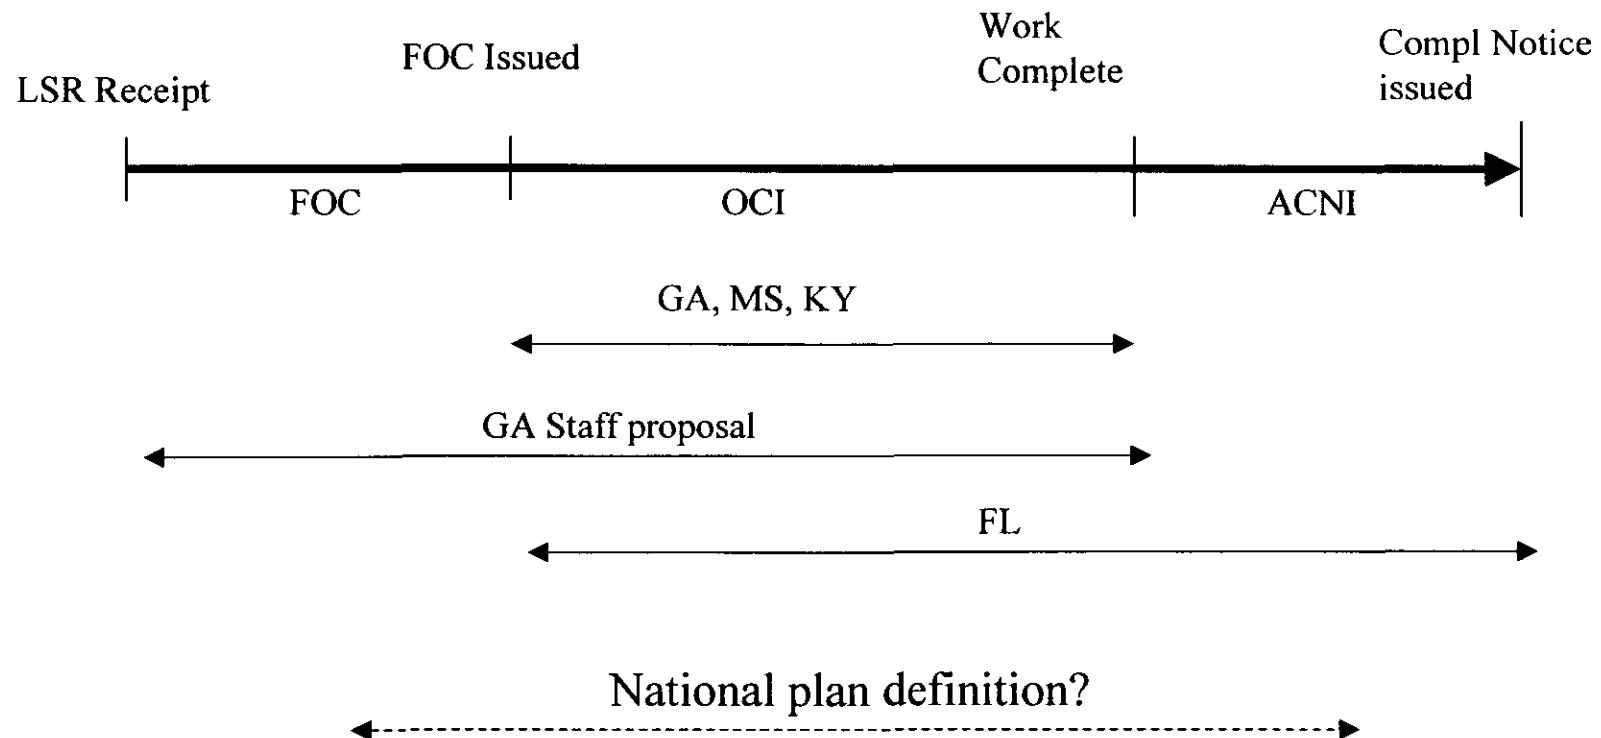 LSR Receipt
FOC Issued
Work
Complete
Compl Notice
issued
FOC
OCI
ACNI
GA, MS, KY
GA Staff proposal
FL
National plan definition?